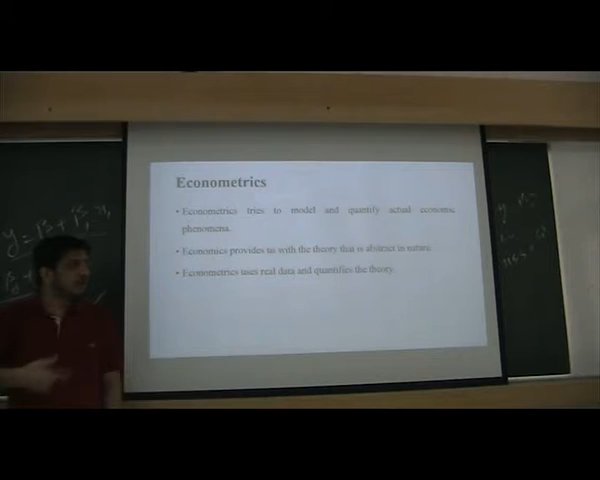 Econometrics
• Econometrics tries to model and quantify actual economic
phenomena.
• Economics provides us with the theory that is abstract in nature.
• Econometrics uses real data and quantifies the theory.